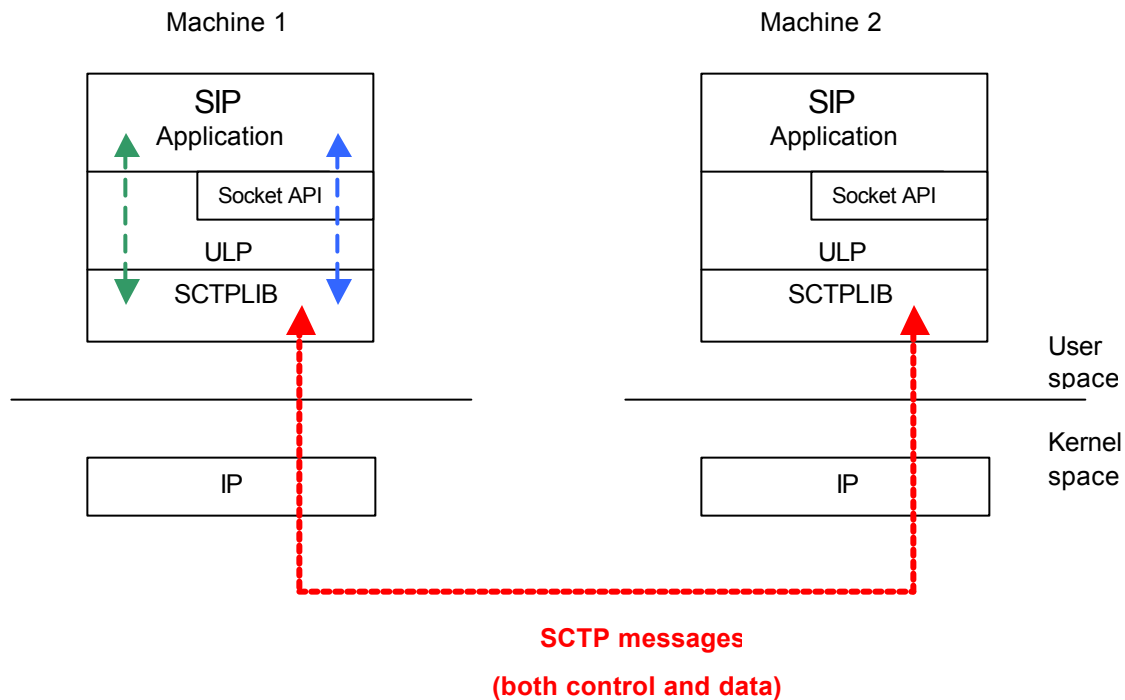 Machine 1
Machine 2
SIP
Application
Socket API
ULP
SCTPLIB
SIP
Application
Socket API
ULP
SCTPLIB
User
space
Kernel
space
IP
IP
SCTP messages
(both control and data)